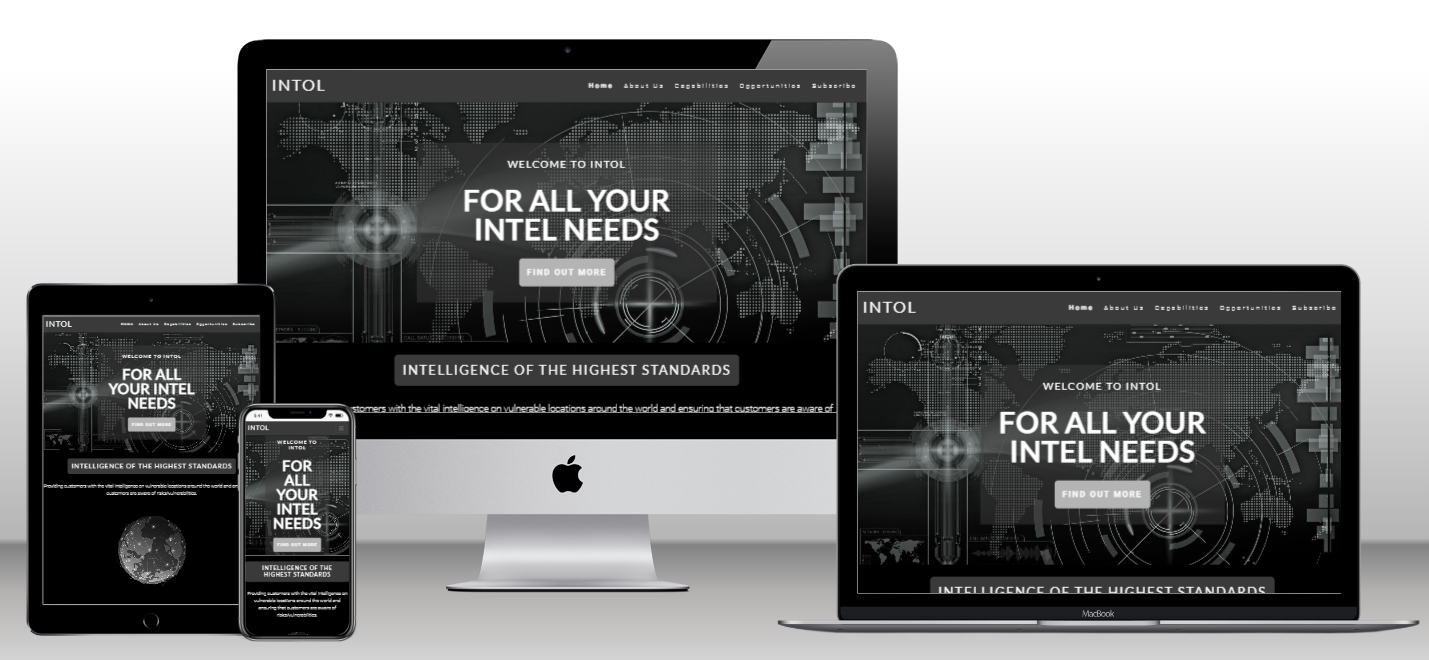 INTOL
Home About Us Capabilities Opportunities Subscribe
WELCOME TO INTOL
FOR ALL YOUR
INTEL NEEDS
FIND OUT MORE
INTELLIGENCE OF THE HIGHEST STANDARDS
stomers with the vital intelligence on vulnerable locations around the world and ensuring that customers are aware of
INTOL
Home About Us Capabilities Opportunities Subscribe
WELCOME TO INTOL
FOR ALL YOUR
INTEL NEEDS
FIND OUT MORE
INTELLIGENCE OF THE HIGHEST STANDARDS
MacBook
INTOL
Home About Us Capabilities Opportunities Subscribe
WELCOME TO INTOL
FOR ALL
YOUR INTEL
NEEDS
FIND OUT MORE
INTELLIGENCE OF THE HIGHEST STANDARDS
Providing customers with the vital intelligence on vulnerable locations around the world and en
customers are aware of risks/vulnerabilities.
9:41
INTOL
WELCOME TO
INTOL
FOR
ALL
YOUR
INTEL
NEEDS
FIND OUT MORE
INTELLIGENCE OF THE
HIGHEST STANDARDS
Providing customers with the vital intelligence on
vulnerable locations around the world and
ensuring that customers are aware of
risks/vulnerabilities.